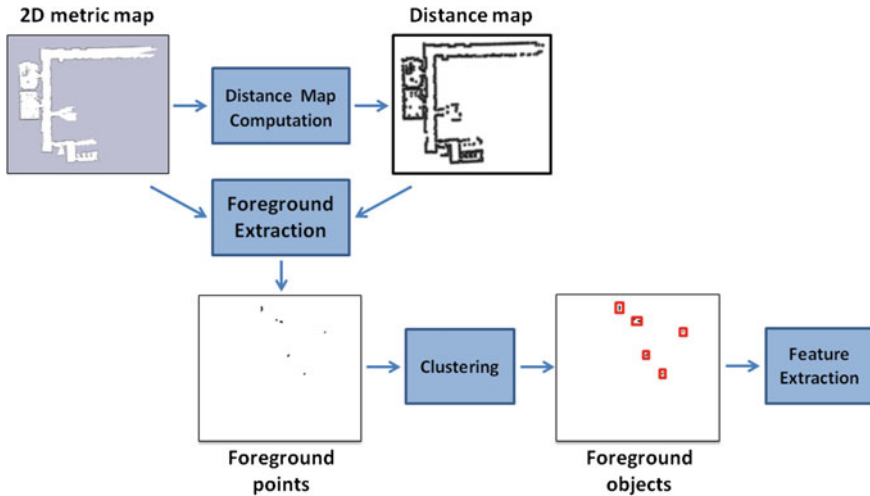 2D metric map
Distance map
Distance Map
Computation
Foreground
Extraction
Clustering
Feature
Extraction
Foreground
points
Foreground
objects